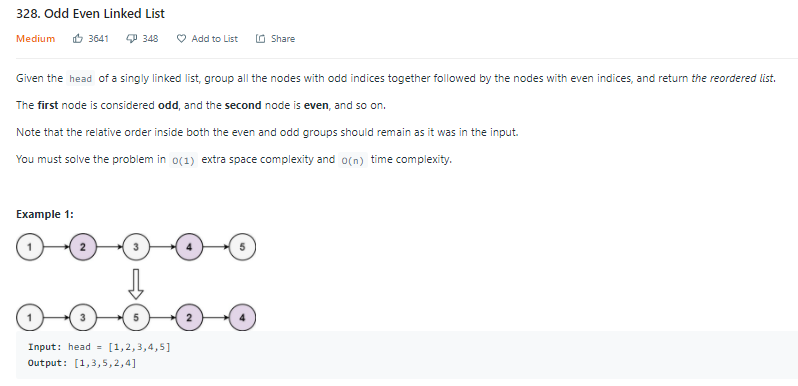 328. Odd Even Linked List
Medium 3641 348 Add to List Share
Given the head of a singly linked list, group all the nodes with odd indices together followed by the nodes with even indices, and return the reordered list.
The first node is considered odd, and the second node is even, and so on.
Note that the relative order inside both the even and odd groups should remain as it was in the input.
You must solve the problem in O(1) extra space complexity and O(n) time complexity.
Example 1:
1 2 3 4 5
1 3 5 2 4
Input: head = [1,2,3,4,5]
Output: [1,3,5,2,4]